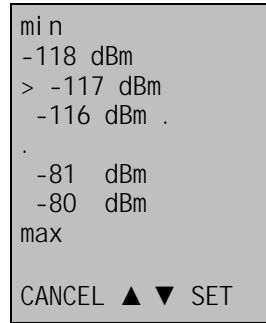 min
-118 dBm
> -117 dBm
-116 dBm .
.
-81 dBm
-80 dBm
max
CANCEL ▲ ▼ SET